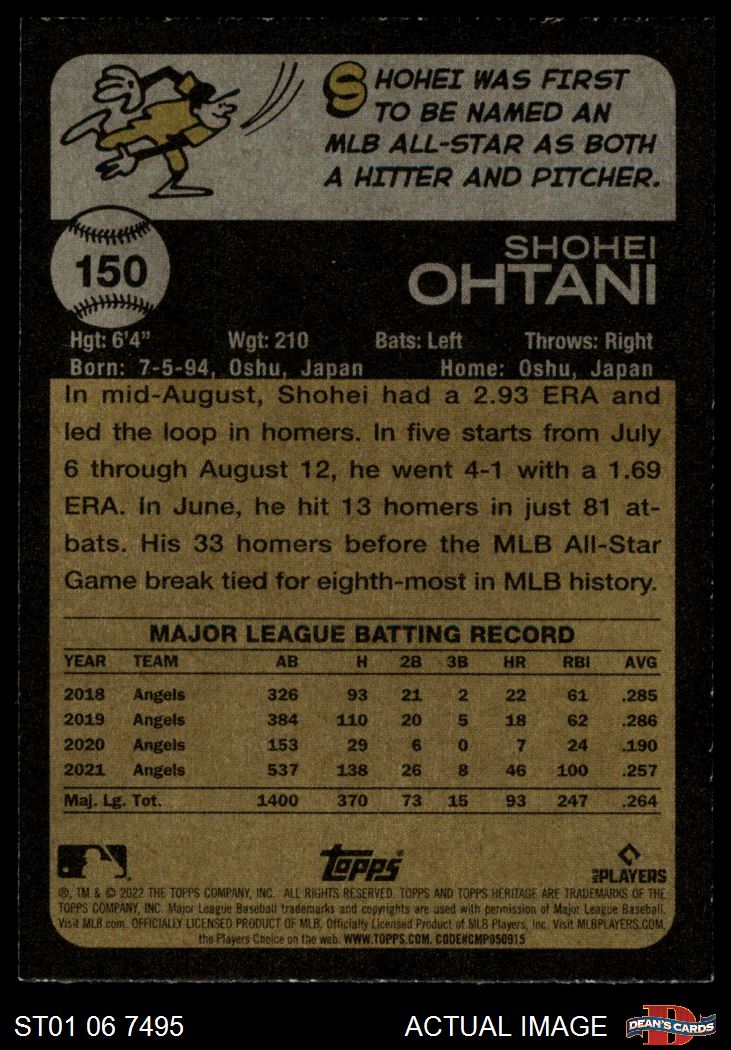 SHOHEI WAS FIRST
TO BE NAMED AN
MLB ALL-STAR AS BOTH
A HITTER AND PITCHER.
150
SHOHEI
OHTANI
Hgt: 6'4" Wgt: 210 Bats: Left Throws: Right
Born: 7-5-94, Oshu, Japan Home: Oshu, Japan
In mid-August, Shohei had a 2.93 ERA and
led the loop in homers. In five starts from July
6 through August 12, he went 4-1 with a 1.69
ERA. In June, he hit 13 homers in just 81 at-
bats. His 33 homers before the MLB All-Star
Game break tied for eighth-most in MLB history.
MAJOR LEAGUE BATTING RECORD
YEAR TEAM AB H 2B 3B HR RBI AVG
2018 Angels 326 93 21 2 22 61 .285
2019 Angels 384 110 20 5 18 62 .286
2020 Angels 153 29 6 0 7 24 .190
2021 Angels 537 138 26 8 46 100 .257
Maj. Lg. Tot. 1400 370 73 15 93 247 .264
Topps
MLB PLAYERS
®, TM & © 2022 THE TOPPS COMPANY, INC. ALL RIGHTS RESERVED. TOPPS AND TOPPS HERITAGE ARE TRADEMARKS OF THE
TOPPS COMPANY, INC. Major League Baseball trademarks and copyrights are used with permission of Major League Baseball.
Visit MLB.com. OFFICIALLY LICENSED PRODUCT OF MLB. Officially Licensed Product of MLB Players, Inc. Visit MLBPLAYERS.COM,
the Players Choice on the web. WWW.TOPPS.COM. CODE#CMP050915
ST01 06 7495 ACTUAL IMAGE
D
DEAN'S CARDS